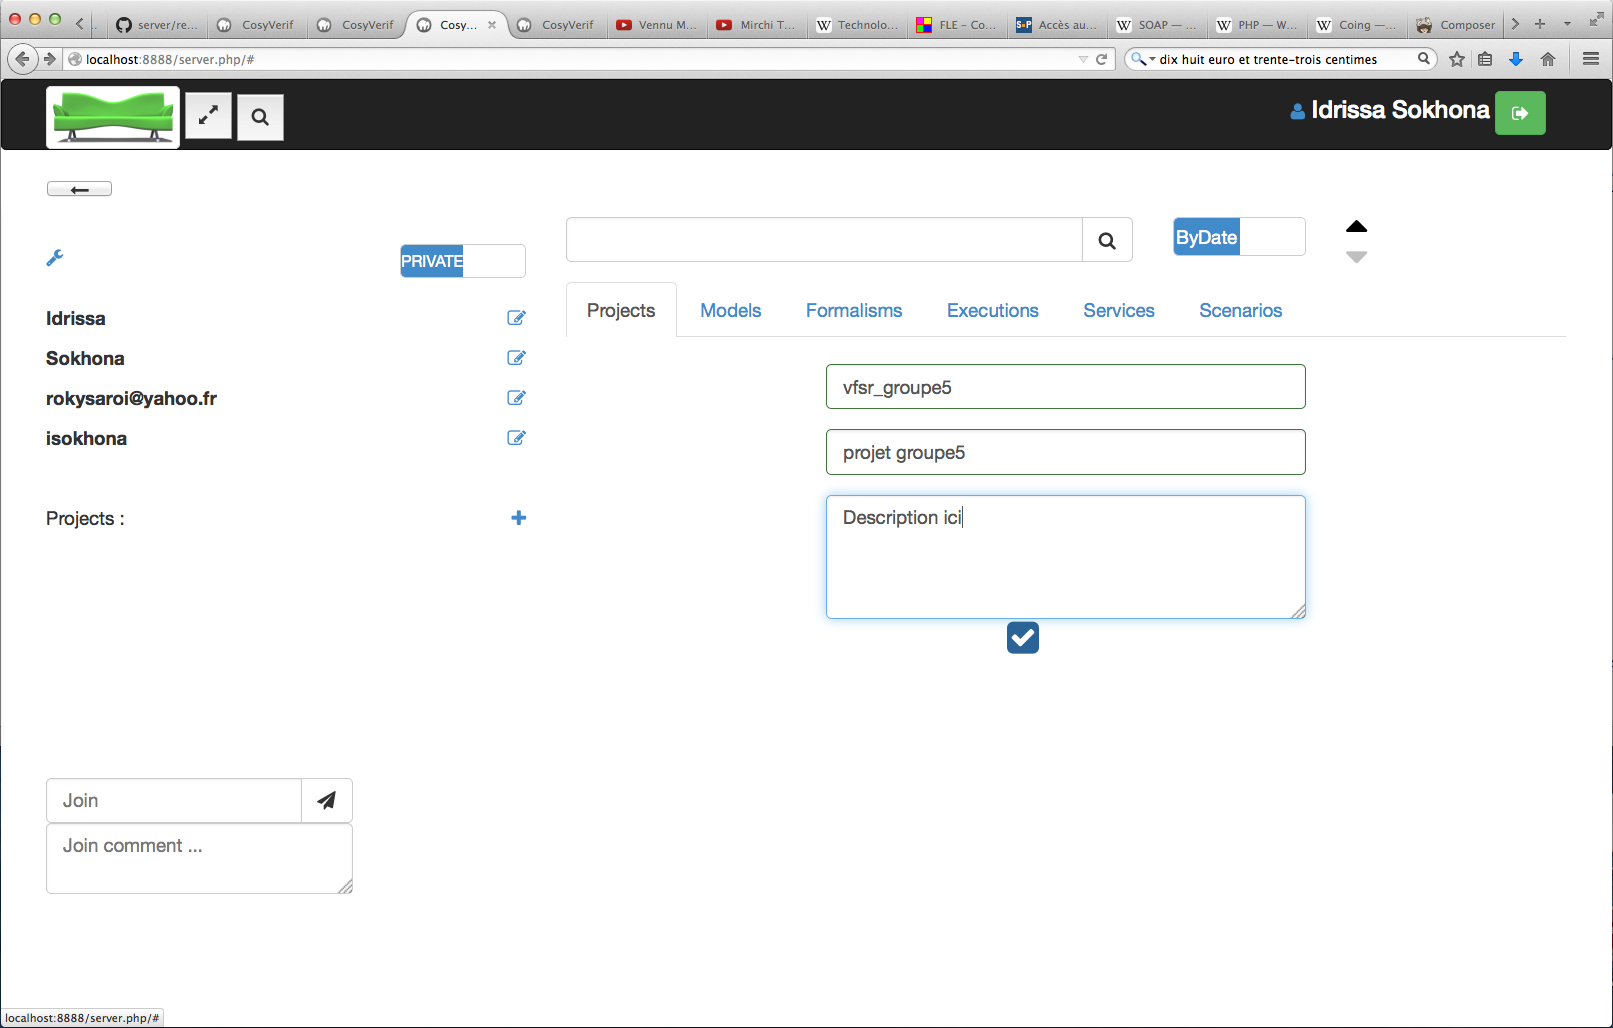 server/re...
CosyVerif
CosyVerif
Cosy...
CosyVerif
Vennu M...
Mirchi T...
Technolo...
FLE – Co...
Accès au...
SOAP — ...
PHP — W...
Coing —...
Composer
localhost:8888/server.php/#
dix huit euro et trente-trois centimes
Idrissa Sokhona
ByDate
PRIVATE
Projects
Models
Formalisms
Executions
Services
Scenarios
Idrissa
Sokhona
rokysaroi@yahoo.fr
isokhona
vfsr_groupe5
projet groupe5
Projects :
Description ici
Join
Join comment ...
localhost:8888/server.php/#